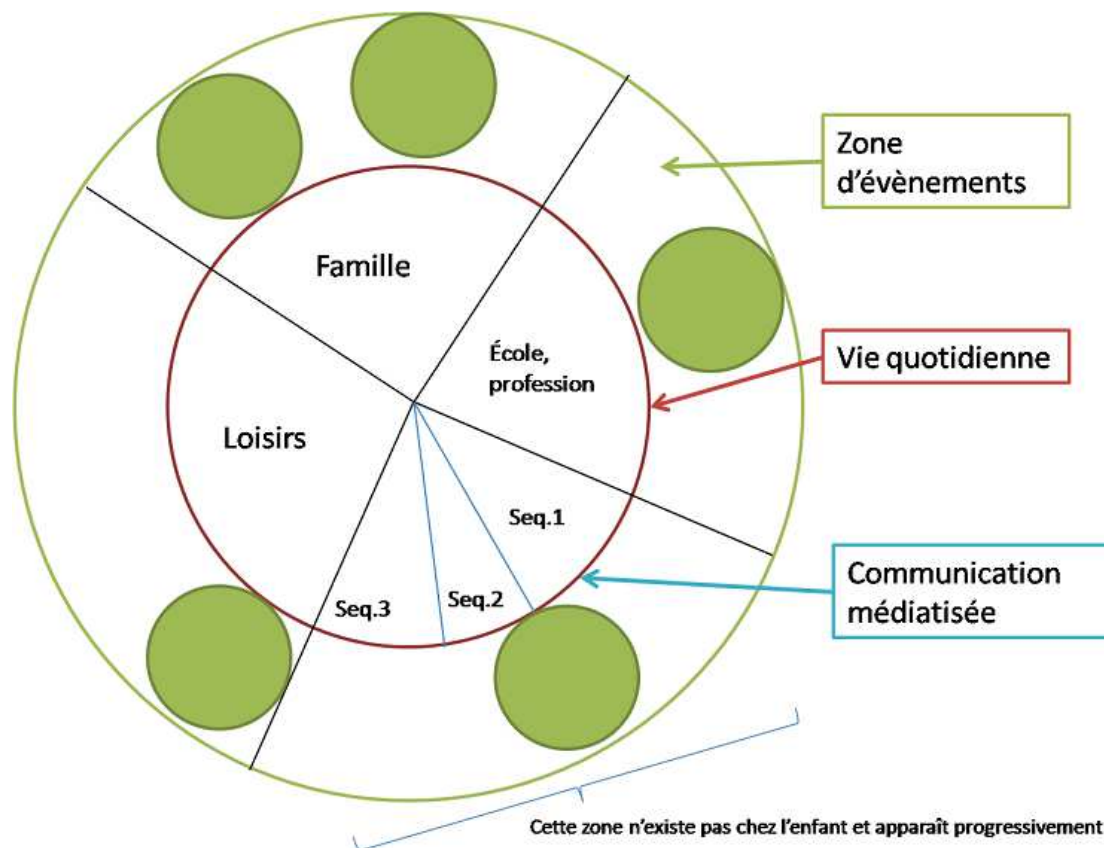 Zone
d'évènements
Famille
École,
profession
Vie quotidienne
Loisirs
Seq.1
Communication
médiatisée
Seq.2
Seq.3
Cette zone n'existe pas chez l'enfant et apparaît progressivement